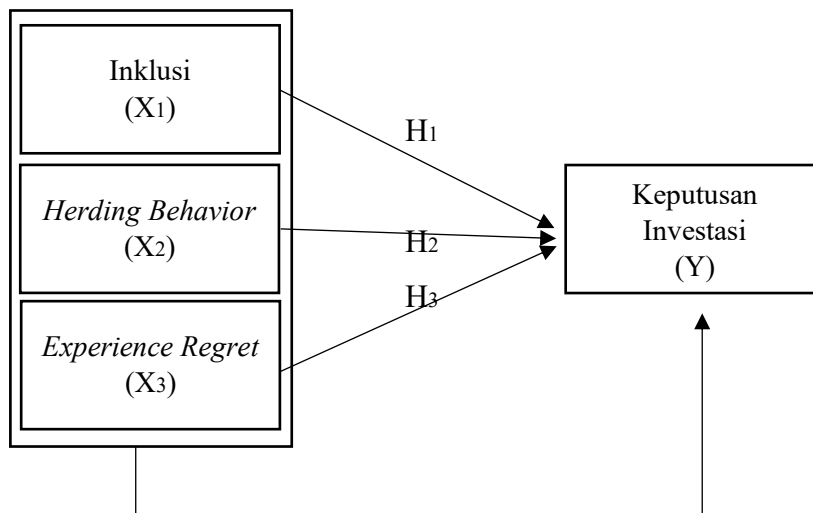 Inklusi
(X1)
Herding Behavior
(X2)
Experience Regret
(X3)
H1
H2
H3
Keputusan
Investasi
(Y)